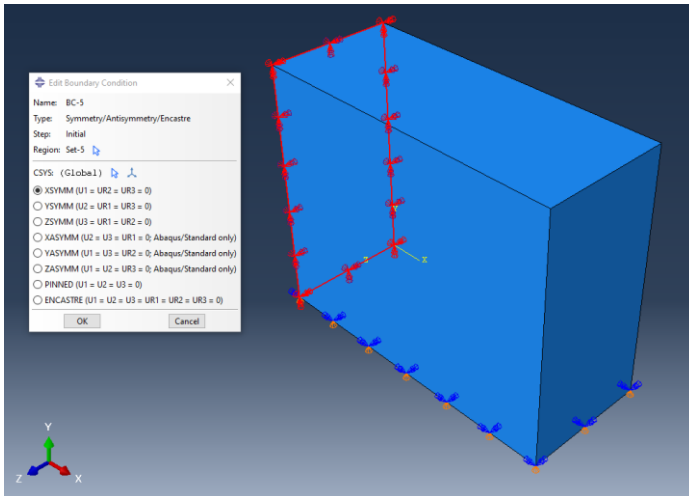 Edit Boundary Condition
Name: BC-5
Type: Symmetry/Antisymmetry/Encastre
Step: Initial
Region: Set-5
CSYS: (Global)
XSYMM (U1 = UR2 = UR3 = 0)
YSYMM (U2 = UR1 = UR3 = 0)
ZSYMM (U3 = UR1 = UR2 = 0)
XASYMM (U2 = U3 = UR1 = 0; Abaqus/Standard only)
YASYMM (U1 = U3 = UR2 = 0; Abaqus/Standard only)
ZASYMM (U1 = U2 = UR3 = 0; Abaqus/Standard only)
PINNED (U1 = U2 = U3 = 0)
ENCASTRE (U1 = U2 = U3 = UR1 = UR2 = UR3 = 0)
OK Cancel
Y
Z X
Y
Z X